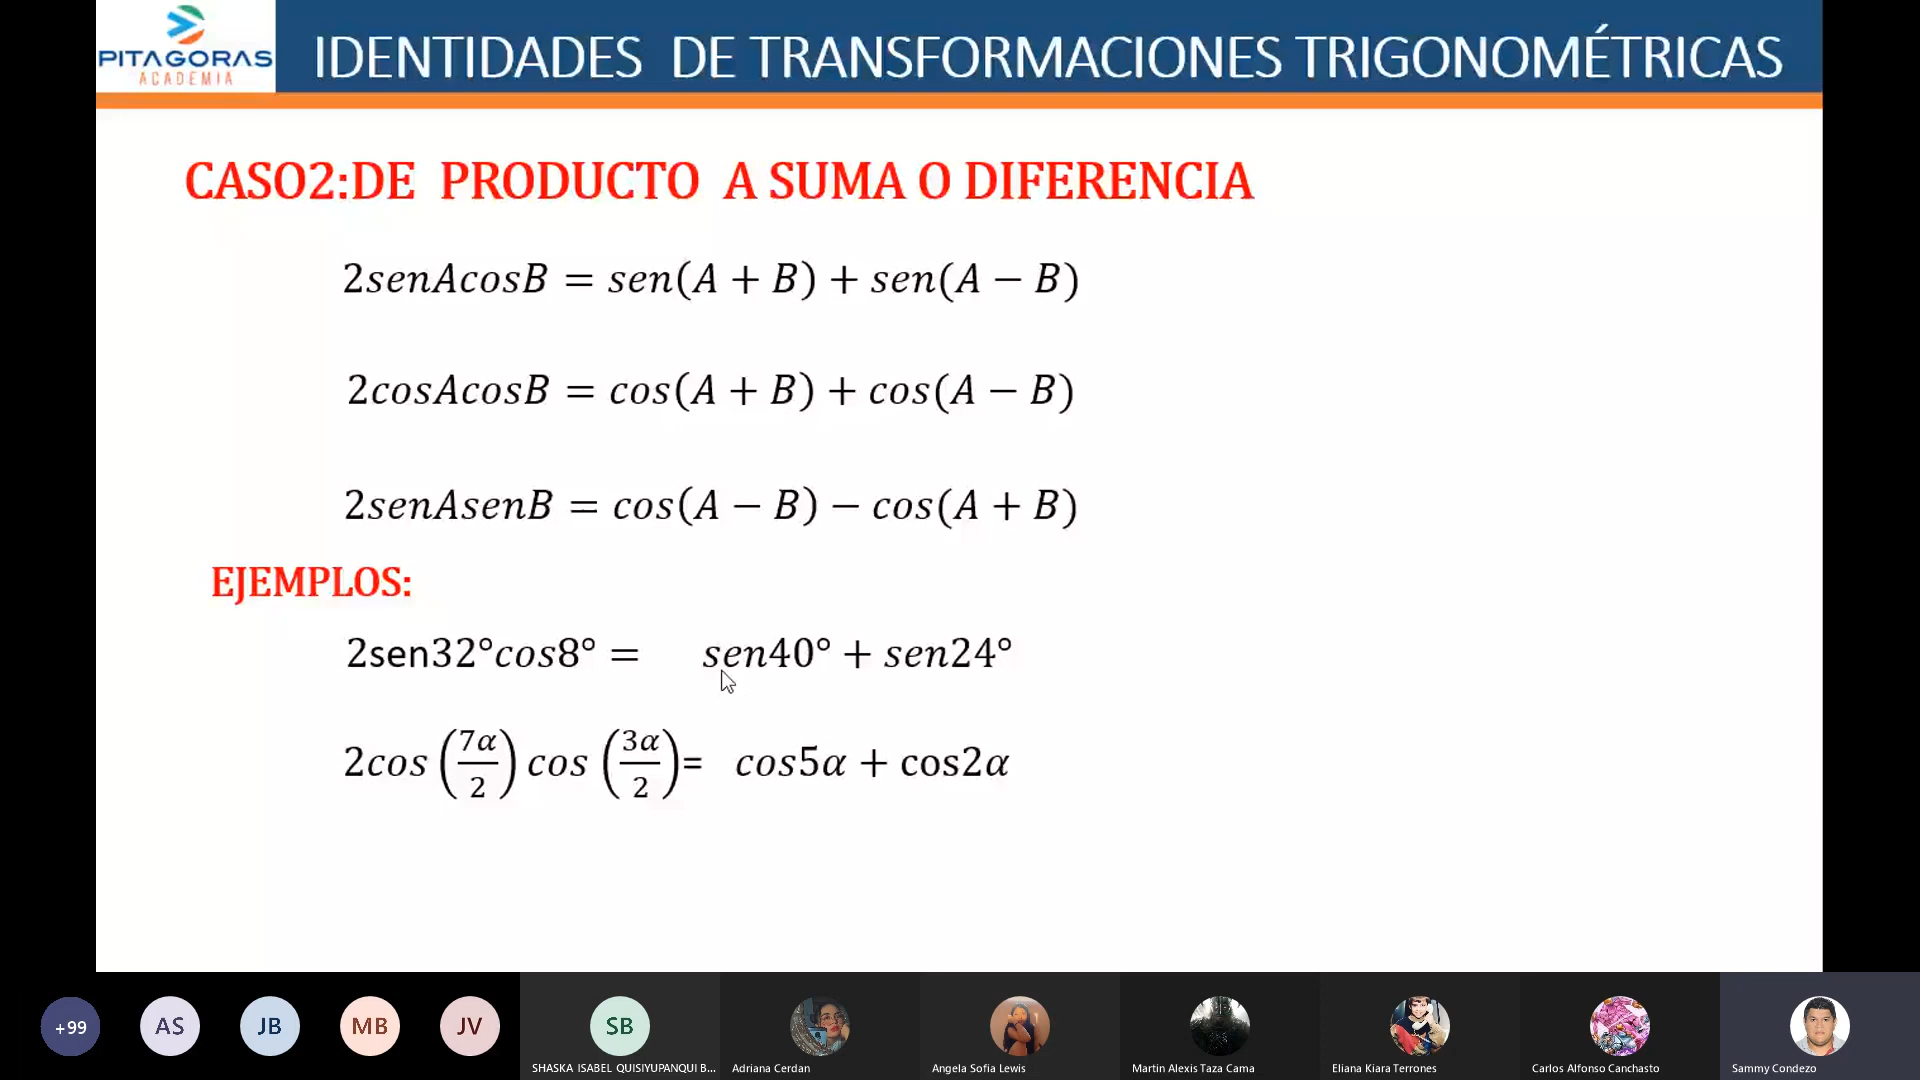 PITAGORAS
ACADEMIA
IDENTIDADES DE TRANSFORMACIONES TRIGONOMÉTRICAS
CASO2:DE PRODUCTO A SUMA O DIFERENCIA
2senAcosB = sen(A + B) + sen(A − B)
2cosAcosB = cos(A + B) + cos(A − B)
2senAsenB = cos(A − B) − cos(A + B)
EJEMPLOS:
2sen32°cos8° = sen40° + sen24°
2cos(7α/2)cos(3α/2)= cos5α + cos2α
+99
AS
JB
MB
JV
SB
SHASKA ISABEL QUISIYUPANQUI B...
Adriana Cerdan
Angela Sofia Lewis
Martin Alexis Taza Cama
Eliana Kiara Terrones
Carlos Alfonso Canchasto
Sammy Condezo